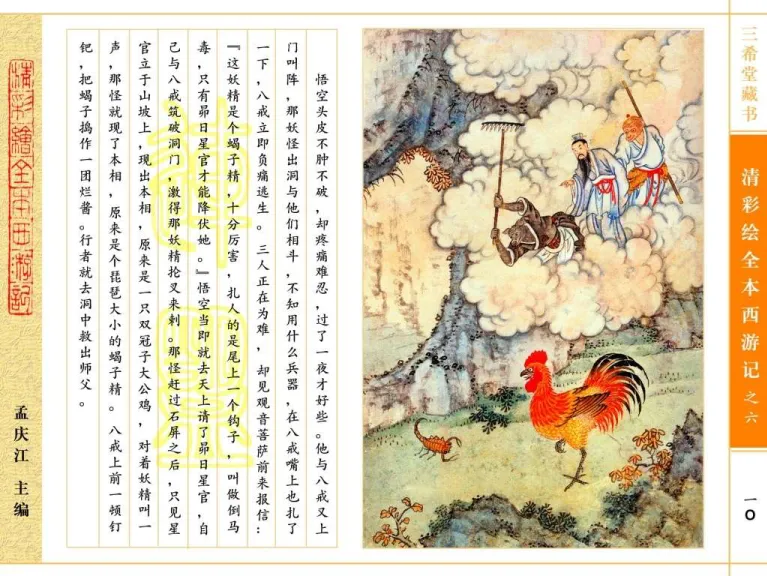 三希堂藏书
清彩绘全本西游记之六
一〇
悟空头皮不肿不破,却疼痛难忍,过了一夜才好些。他与八戒又上
门叫阵,那妖怪出洞与他们相斗,不知用什么兵器,在八戒嘴上也扎了
一下,八戒立即负痛逃生。 三人正在为难, 却见观音菩萨前来报信:
『这妖精是个蝎子精,十分厉害,扎人的是尾上一个钩子,叫做倒马
毒,只有昴日星官才能降伏她。』悟空当即就去天上请了昴日星官,自
己与八戒筑破洞门,激得那妖精抡叉来刺。那怪赶过石屏之后,只见星
官立于山坡上,现出本相,原来是一只双冠子大公鸡,对着妖精叫一
声,那怪就现了本相,原来是个琵琶大小的蝎子精。八戒上前一顿钉
钯,把蝎子捣作一团烂酱。行者就去洞中救出师父。
清彩繪全本西游記
孟庆江 主编